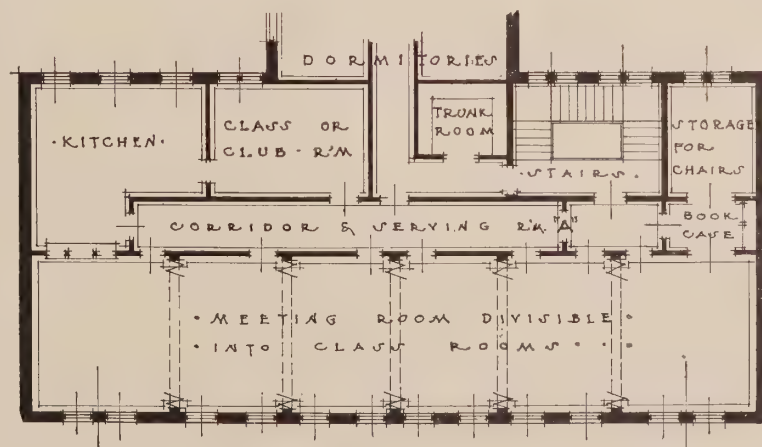 DORMITORIES
·KITCHEN·
CLASS OR
CLUB-R'M
TRUNK
ROOM
·STAIRS.
STORAGE
FOR
CHAIRS
CORRIDOR & SERVING R'M. "A"
BOOK
CASE
·MEETING ROOM DIVISIBLE·
·INTO CLASS ROOMS···